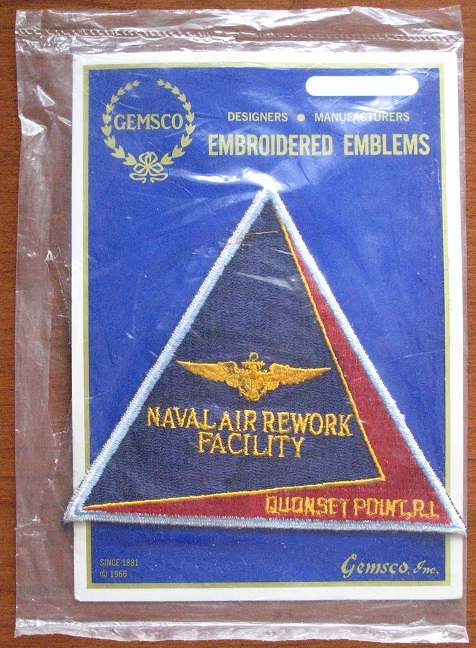 GEMSCO
DESIGNERS • MANUFACTURERS
EMBROIDERED EMBLEMS
NAVAL AIR REWORK
FACILITY
QUONSET POINT, R.I.
SINCE 1881
© 1966
Gemsco, Inc.